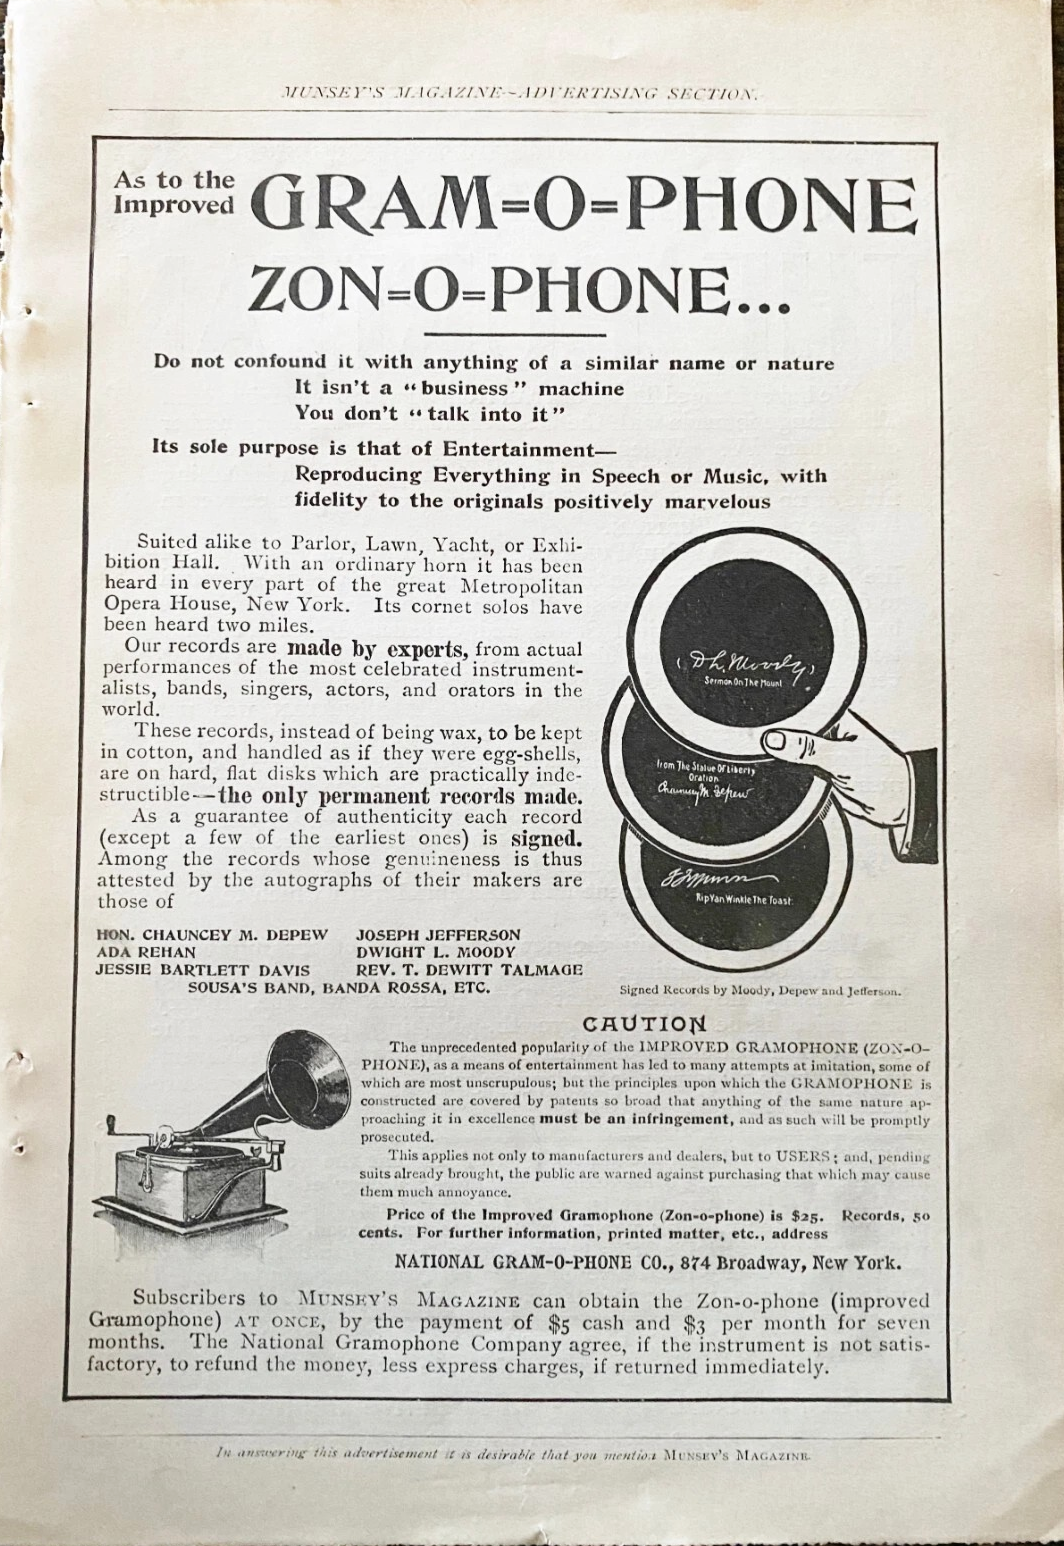 MUNSEY'S MAGAZINE—ADVERTISING SECTION.
As to the
Improved
GRAM=O=PHONE
ZON=O=PHONE...
Do not confound it with anything of a similar name or nature
It isn't a “business” machine
You don't “talk into it”
Its sole purpose is that of Entertainment—
Reproducing Everything in Speech or Music, with
fidelity to the originals positively marvelous
Suited alike to Parlor, Lawn, Yacht, or Exhi-
bition Hall. With an ordinary horn it has been
heard in every part of the great Metropolitan
Opera House, New York. Its cornet solos have
been heard two miles.
Our records are made by experts, from actual
performances of the most celebrated instrument-
alists, bands, singers, actors, and orators in the
world.
These records, instead of being wax, to be kept
in cotton, and handled as if they were egg-shells,
are on hard, flat disks which are practically inde-
structible—the only permanent records made.
As a guarantee of authenticity each record
(except a few of the earliest ones) is signed.
Among the records whose genuineness is thus
attested by the autographs of their makers are
those of
HON. CHAUNCEY M. DEPEW JOSEPH JEFFERSON
ADA REHAN DWIGHT L. MOODY
JESSIE BARTLETT DAVIS REV. T. DEWITT TALMAGE
SOUSA'S BAND, BANDA ROSSA, ETC.
D. L. Moody
Sermon On The Mount
from The Statue Of Liberty
Oration
Chauncey M. Depew
Rip Van Winkle The Toast
Signed Records by Moody, Depew and Jefferson.
CAUTION
The unprecedented popularity of the IMPROVED GRAMOPHONE (ZON-O-
PHONE), as a means of entertainment has led to many attempts at imitation, some of
which are most unscrupulous; but the principles upon which the GRAMOPHONE is
constructed are covered by patents so broad that anything of the same nature ap-
proaching it in excellence must be an infringement, and as such will be promptly
prosecuted.
This applies not only to manufacturers and dealers, but to USERS; and, pending
suits already brought, the public are warned against purchasing that which may cause
them much annoyance.
Price of the Improved Gramophone (Zon-o-phone) is $25. Records, 50
cents. For further information, printed matter, etc., address
NATIONAL GRAM-O-PHONE CO., 874 Broadway, New York.
Subscribers to MUNSEY'S MAGAZINE can obtain the Zon-o-phone (improved
Gramophone) AT ONCE, by the payment of $5 cash and $3 per month for seven
months. The National Gramophone Company agree, if the instrument is not satis-
factory, to refund the money, less express charges, if returned immediately.
In answering this advertisement it is desirable that you mention MUNSEY'S MAGAZINE.